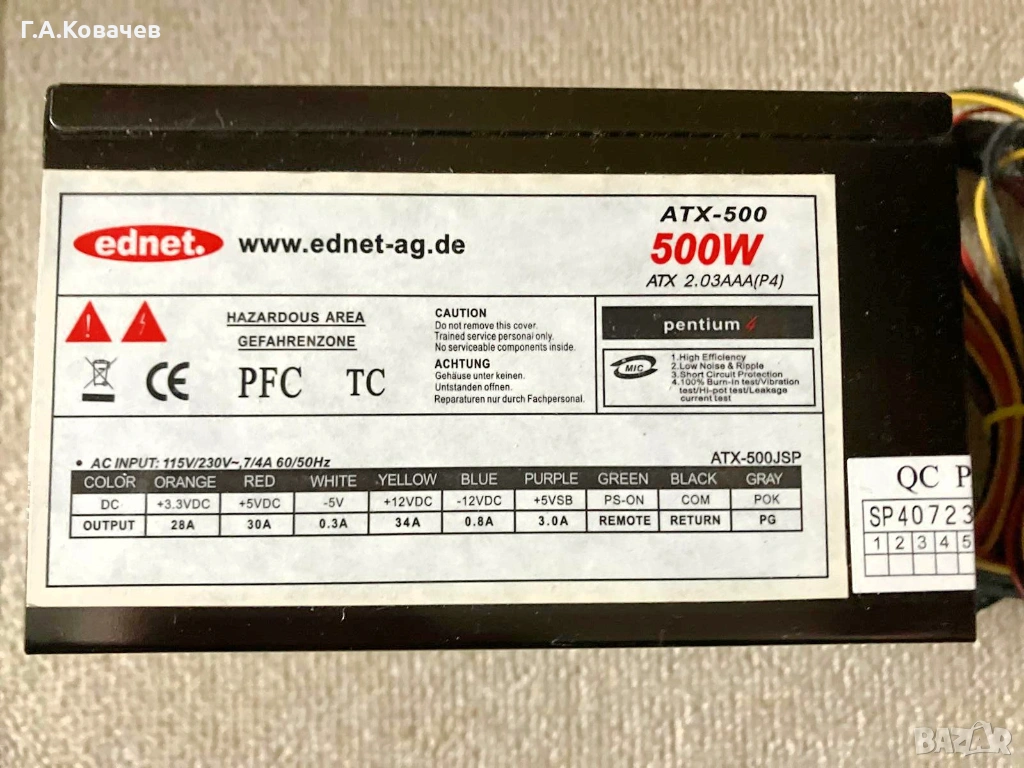 Г.А.Ковачев
ednet. www.ednet-ag.de
ATX-500
500W
ATX 2.03AAA(P4)
HAZARDOUS AREA
GEFAHRENZONE
PFC TC
CE
CAUTION
Do not remove this cover.
Trained service personal only.
No serviceable components inside.
ACHTUNG
Gehäuse unter keinen.
Untstanden offnen.
Reparaturen nur durch Fachpersonal.
pentium 4
MIC
1.High Efficiency
2.Low Noise & Ripple
3.Short Circuit Protection
4.100% Burn-in test/Vibration
test/Hi-pot test/Leakage
current test
• AC INPUT: 115V/230V~,7/4A 60/50Hz ATX-500JSP
COLOR ORANGE RED WHITE YELLOW BLUE PURPLE GREEN BLACK GRAY
DC +3.3VDC +5VDC -5V +12VDC -12VDC +5VSB PS-ON COM POK
OUTPUT 28A 30A 0.3A 34A 0.8A 3.0A REMOTE RETURN PG
QC P
SP40723
1 2 3 4 5
BAZAR